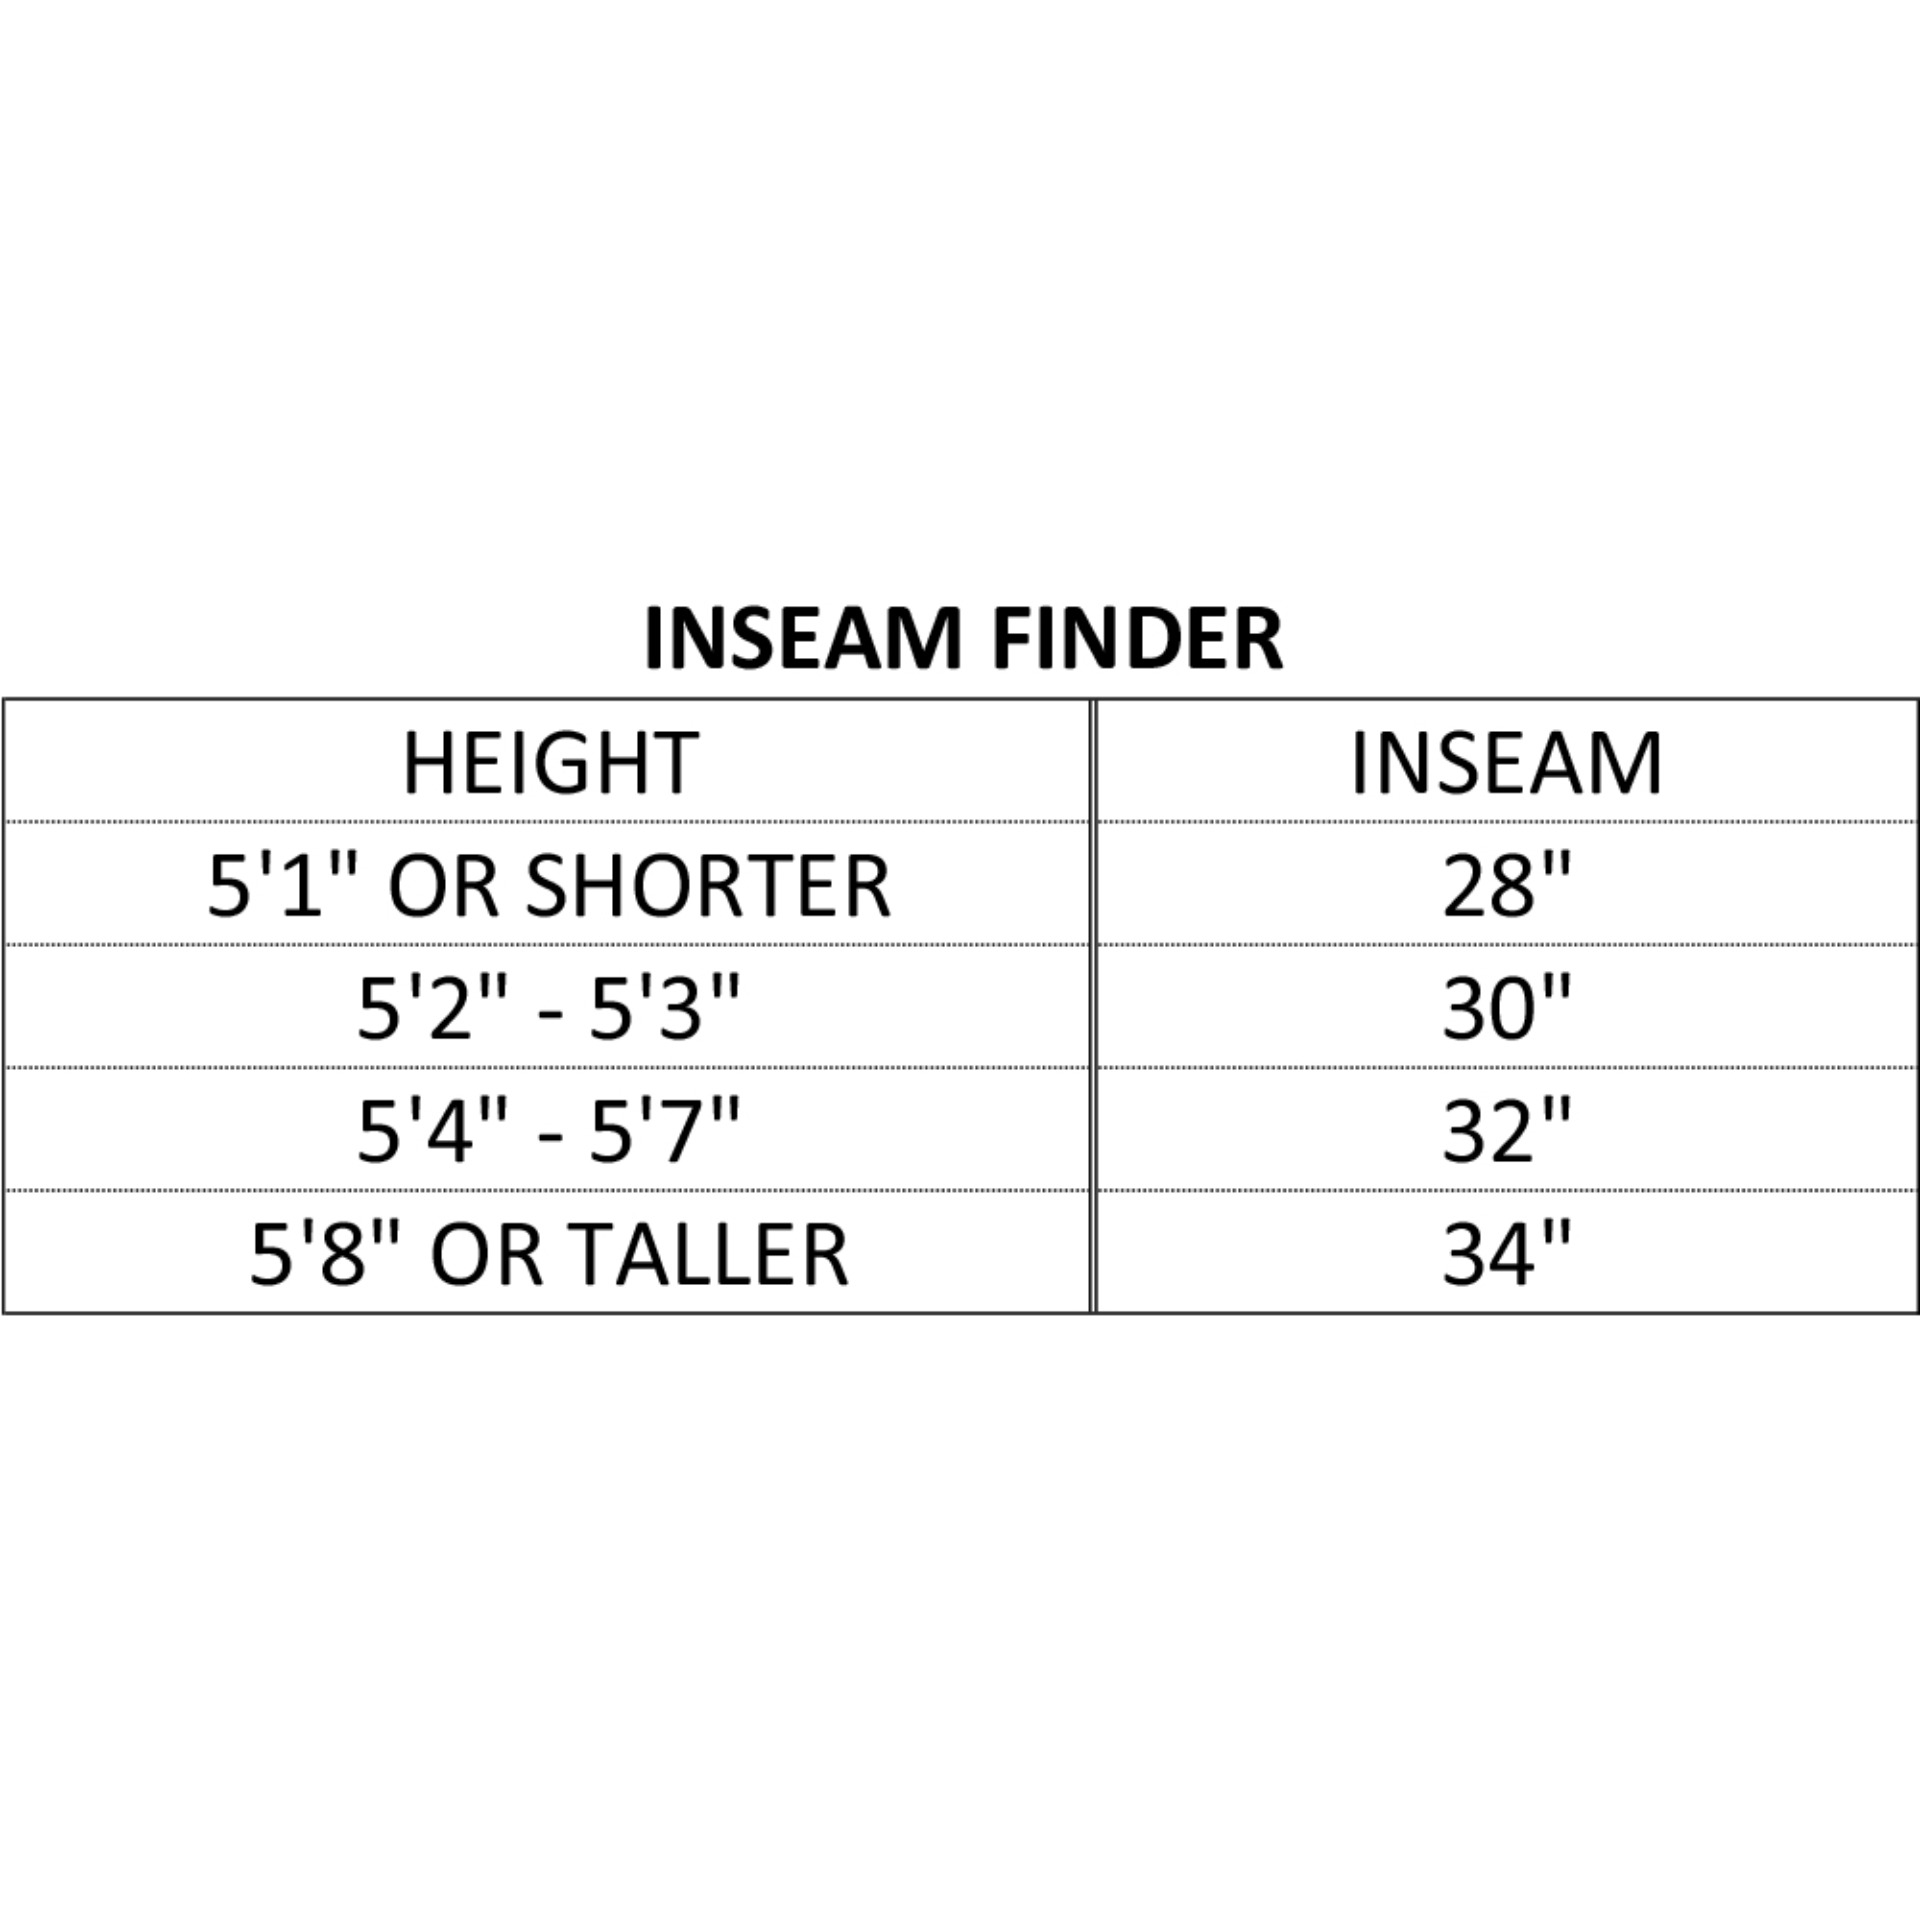 INSEAM FINDER
HEIGHT INSEAM
5'1" OR SHORTER 28"
5'2" - 5'3" 30"
5'4" - 5'7" 32"
5'8" OR TALLER 34"